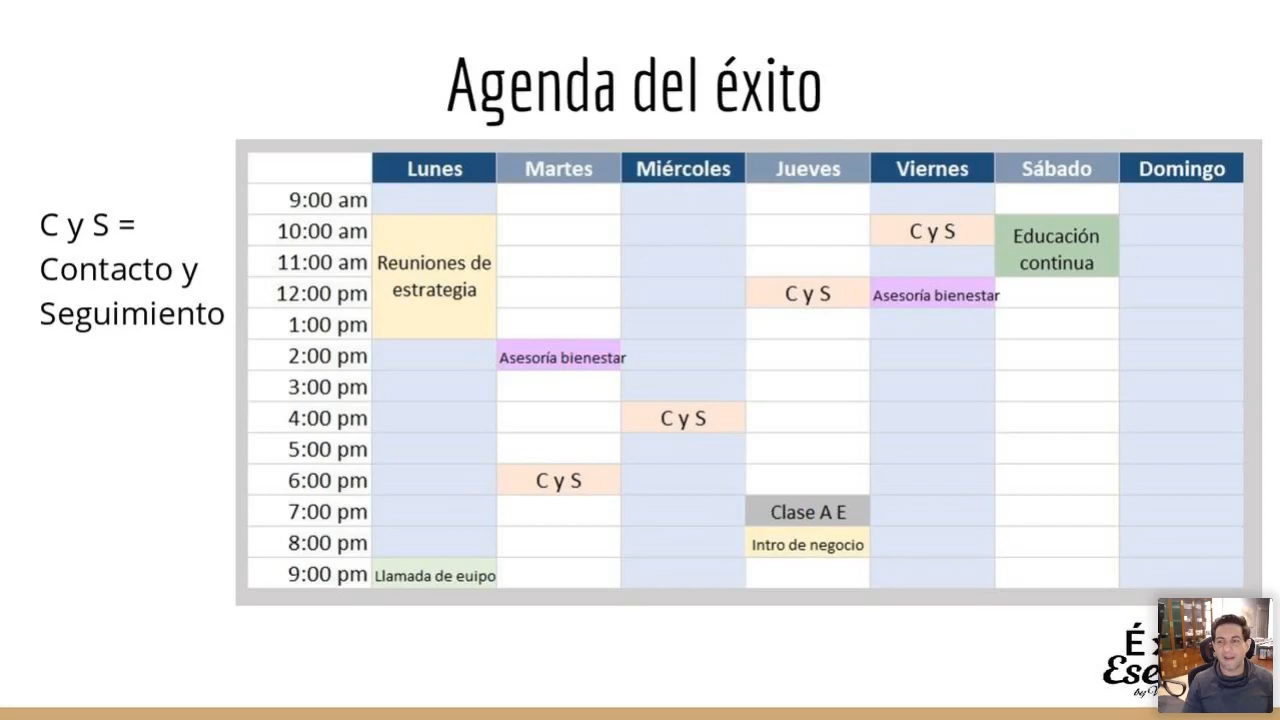 Agenda del éxito
C y S =
Contacto y
Seguimiento
Lunes Martes Miércoles Jueves Viernes Sábado Domingo
9:00 am
10:00 am C y S Educación
11:00 am Reuniones de continua
estrategia
12:00 pm C y S Asesoría bienestar
1:00 pm
2:00 pm Asesoría bienestar
3:00 pm
4:00 pm C y S
5:00 pm
6:00 pm C y S
7:00 pm Clase A E
8:00 pm Intro de negocio
9:00 pm Llamada de euipo